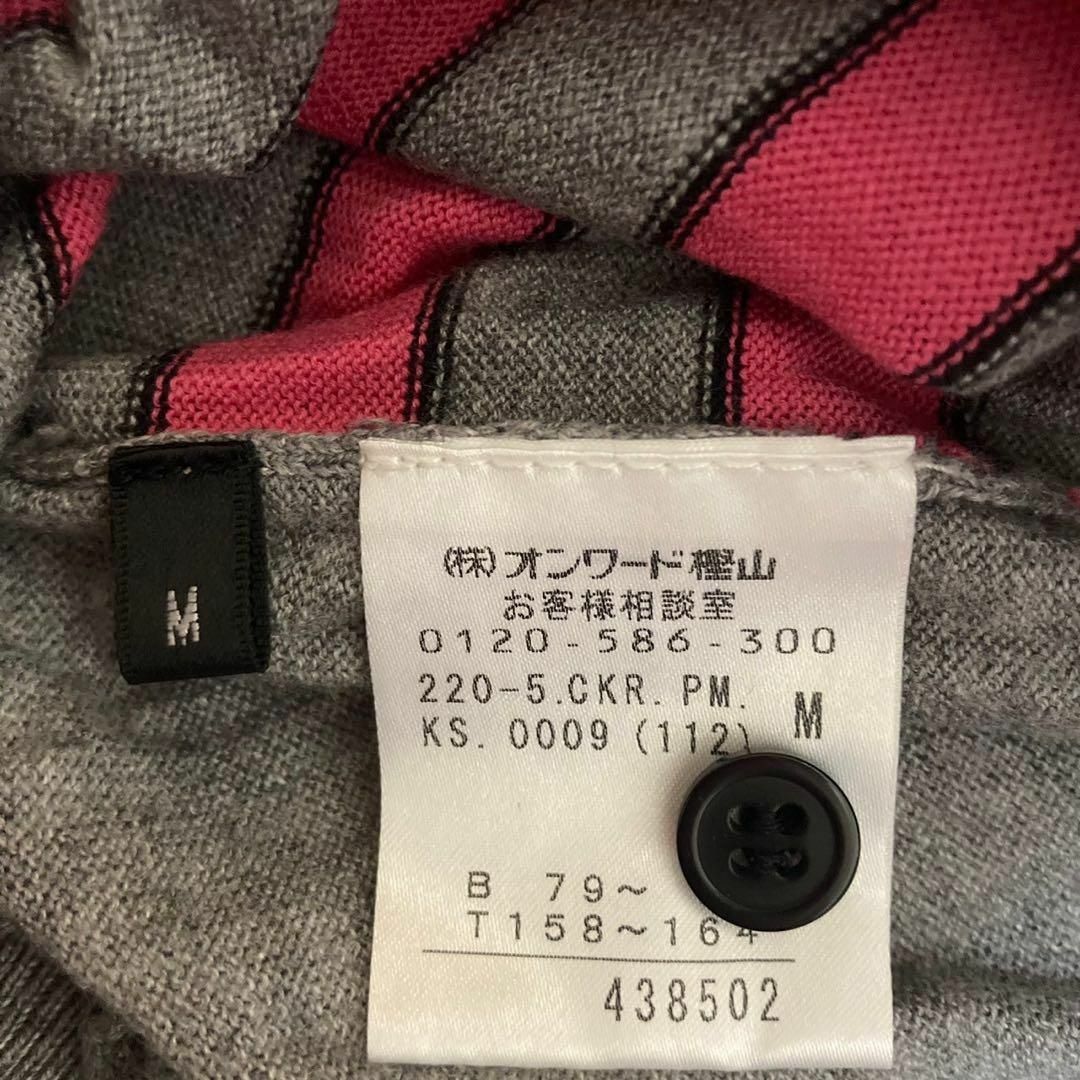 M
(株)オンワード樫山
お客様相談室
0120-586-300
220-5.CKR.PM.
KS.0009(112) M
B 79~
T158~164
438502